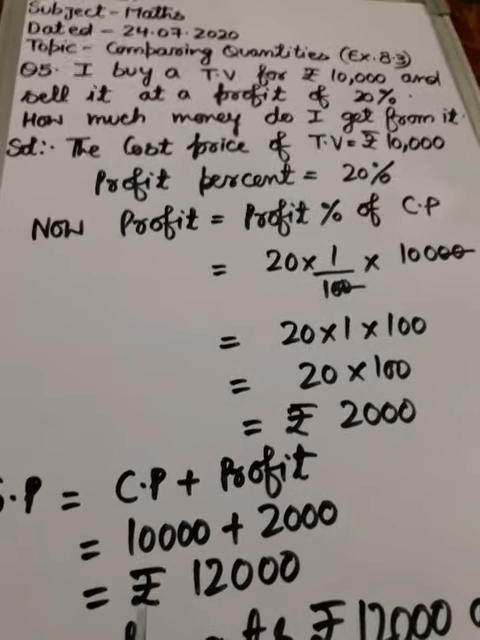 Subject - Maths
Dated - 24.07.2020
Topic - Comparing Quantities (Ex. 8.3)
Q5. I buy a T.V for ₹ 10,000 and
sell it at a profit of 20%.
How much money do I get from it.
Sol:- The Cost price of T.V = ₹ 10,000
Profit percent = 20%
Now Profit = Profit % of C.P
= 20 × 1/100 × 10000
= 20 × 1 × 100
= 20 × 100
= ₹ 2000
S.P = C.P + Profit
= 10000 + 2000
= ₹ 12000
₹ 12000